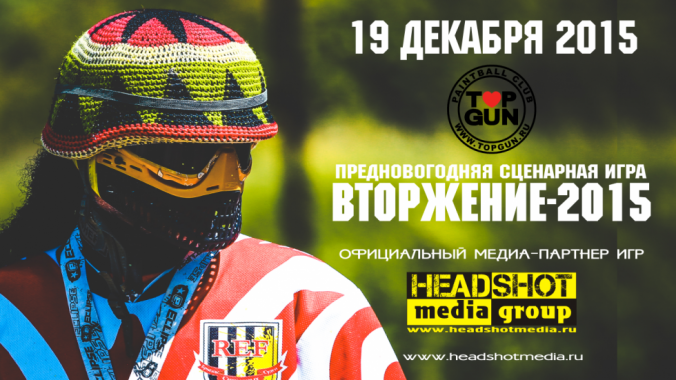 19 ДЕКАБРЯ 2015
PAINTBALL CLUB
TOP
GUN
WWW.TOPGUN.RU
ПРЕДНОВОГОДНЯЯ СЦЕНАРНАЯ ИГРА
ВТОРЖЕНИЕ-2015
ОФИЦИАЛЬНЫЙ МЕДИА-ПАРТНЕР ИГР
HEADSHOT
media group
www.headshotmedia.ru
www.headshotmedia.ru
REF